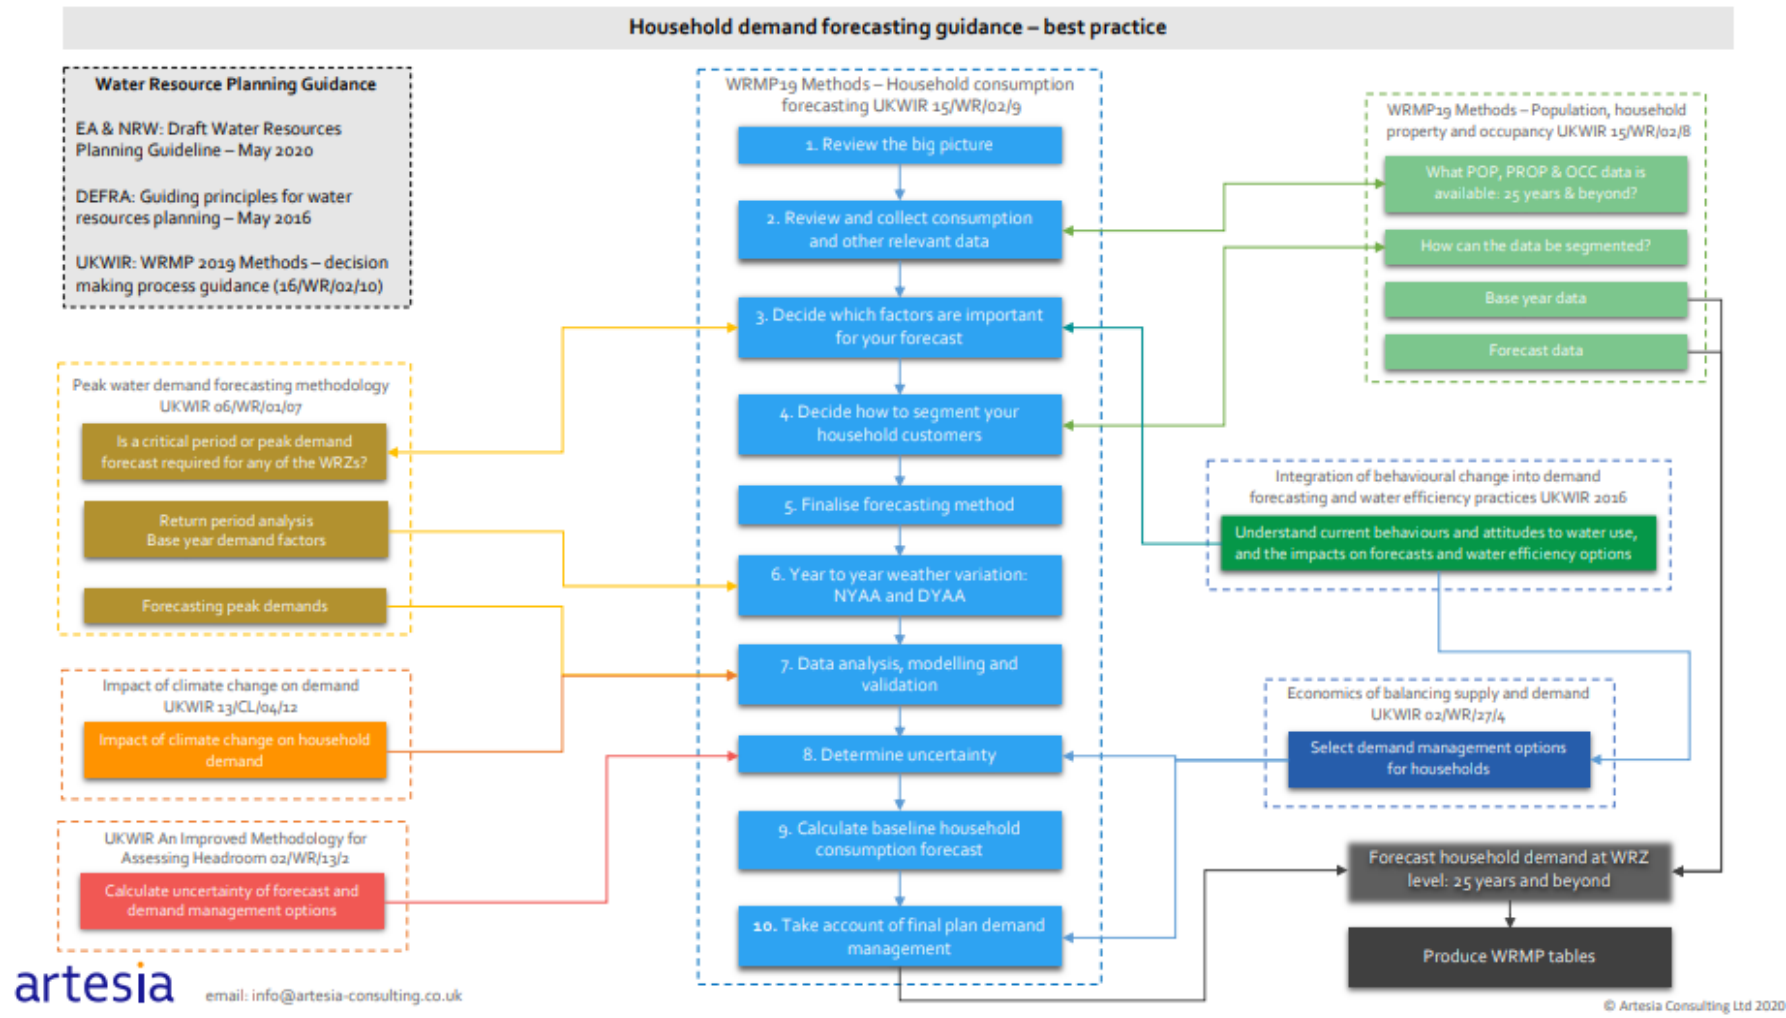 Household demand forecasting guidance – best practice
Water Resource Planning Guidance
EA & NRW: Draft Water Resources
Planning Guideline – May 2020
DEFRA: Guiding principles for water
resources planning – May 2016
UKWIR: WRMP 2019 Methods – decision
making process guidance (16/WR/02/10)
Peak water demand forecasting methodology
UKWIR 06/WR/01/07
Is a critical period or peak demand
forecast required for any of the WRZs?
Return period analysis
Base year demand factors
Forecasting peak demands
Impact of climate change on demand
UKWIR 13/CL/04/12
Impact of climate change on household
demand
UKWIR An Improved Methodology for
Assessing Headroom 02/WR/13/2
Calculate uncertainty of forecast and
demand management options
WRMP19 Methods – Household consumption
forecasting UKWIR 15/WR/02/9
1. Review the big picture
2. Review and collect consumption
and other relevant data
3. Decide which factors are important
for your forecast
4. Decide how to segment your
household customers
5. Finalise forecasting method
6. Year to year weather variation:
NYAA and DYAA
7. Data analysis, modelling and
validation
8. Determine uncertainty
9. Calculate baseline household
consumption forecast
10. Take account of final plan demand
management
WRMP19 Methods – Population, household
property and occupancy UKWIR 15/WR/02/8
What POP, PROP & OCC data is
available: 25 years & beyond?
How can the data be segmented?
Base year data
Forecast data
Integration of behavioural change into demand
forecasting and water efficiency practices UKWIR 2016
Understand current behaviours and attitudes to water use,
and the impacts on forecasts and water efficiency options
Economics of balancing supply and demand
UKWIR 02/WR/27/4
Select demand management options
for households
Forecast household demand at WRZ
level: 25 years and beyond
Produce WRMP tables
artesia
email: info@artesia-consulting.co.uk
© Artesia Consulting Ltd 2020